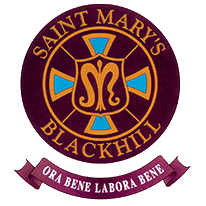 SAINT MARY'S
BLACKHILL
ORA BENE LABORA BENE